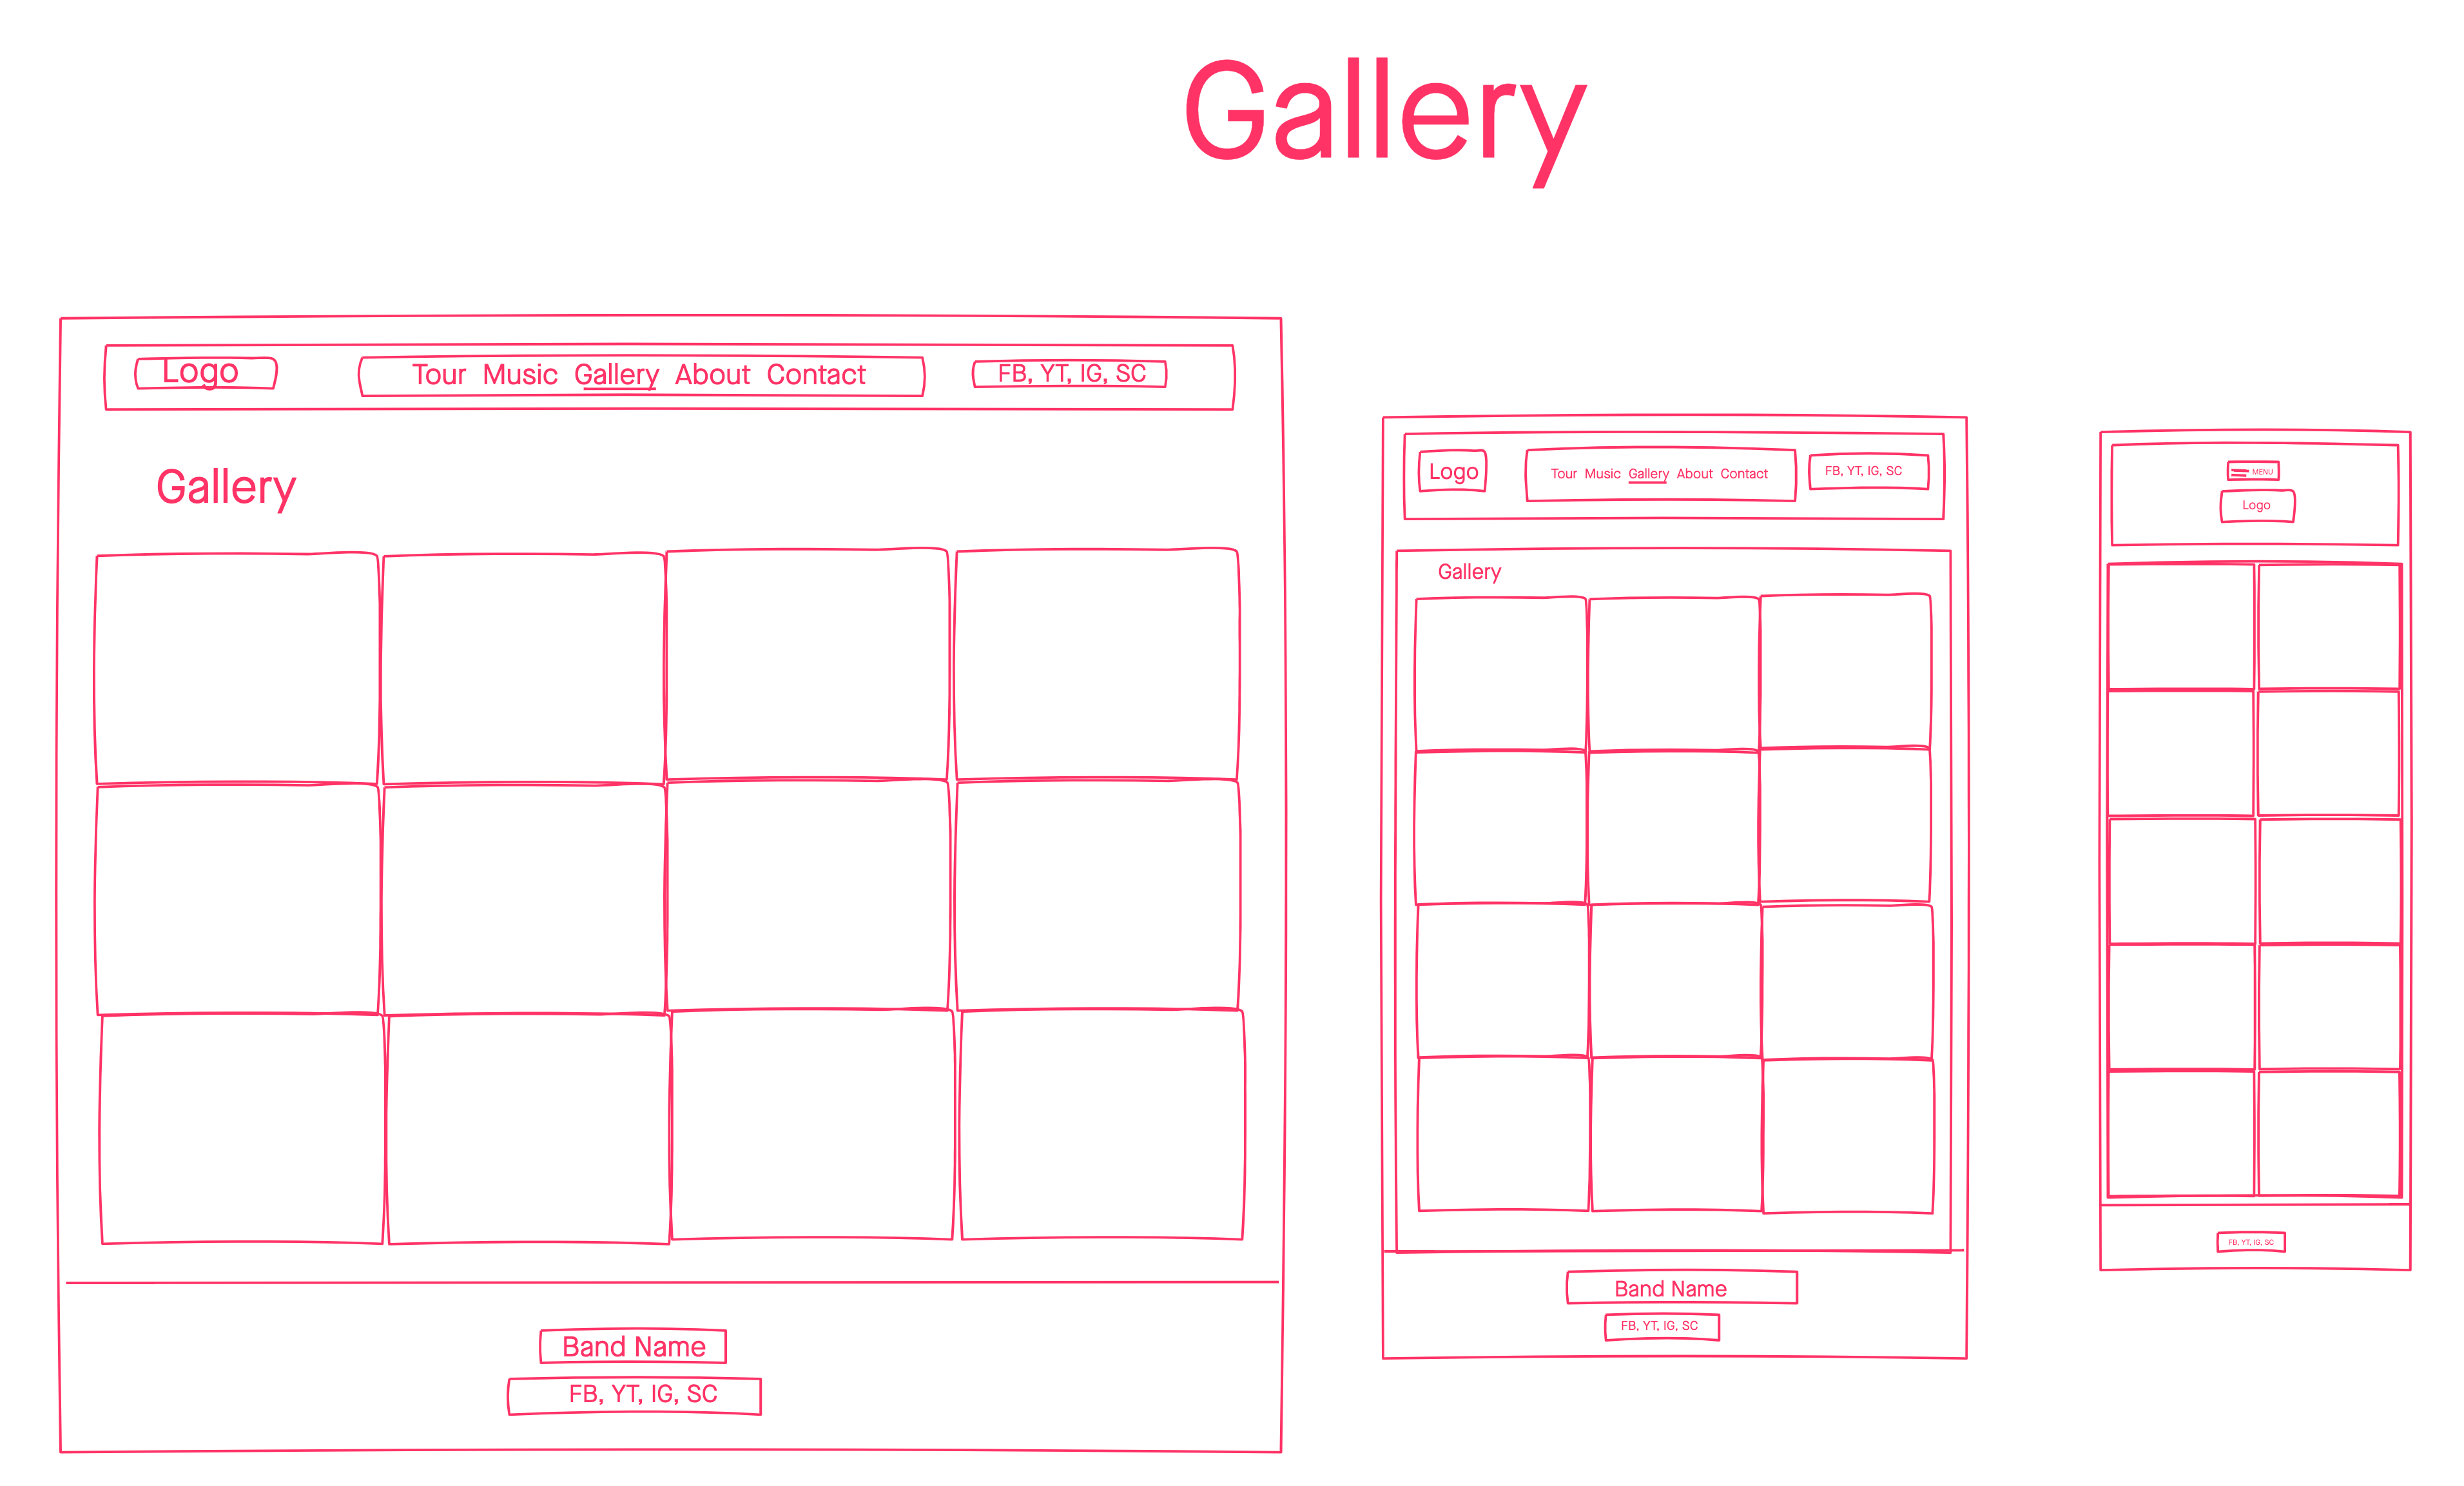 Gallery
Logo
Tour Music Gallery About Contact
FB, YT, IG, SC
Gallery
Band Name
FB, YT, IG, SC
Logo
Tour Music Gallery About Contact
FB, YT, IG, SC
Gallery
Band Name
FB, YT, IG, SC
MENU
Logo
FB, YT, IG, SC